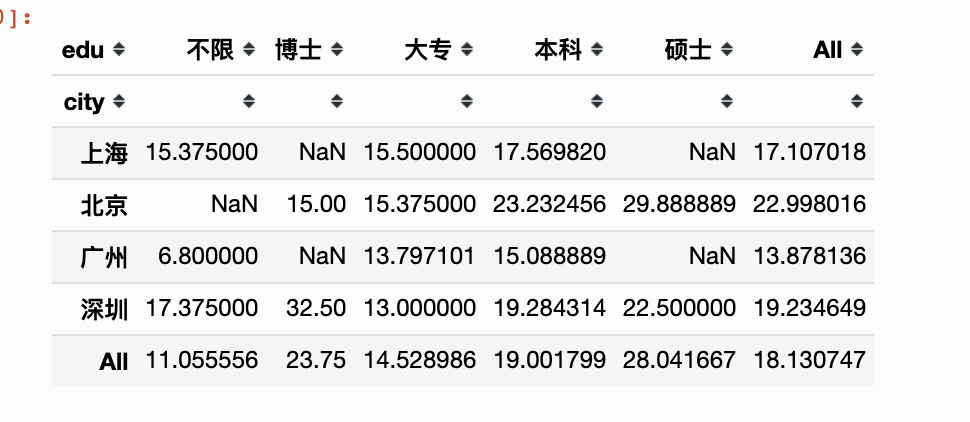 ]:
edu 不限 博士 大专 本科 硕士 All
city
上海 15.375000 NaN 15.500000 17.569820 NaN 17.107018
北京 NaN 15.00 15.375000 23.232456 29.888889 22.998016
广州 6.800000 NaN 13.797101 15.088889 NaN 13.878136
深圳 17.375000 32.50 13.000000 19.284314 22.500000 19.234649
All 11.055556 23.75 14.528986 19.001799 28.041667 18.130747